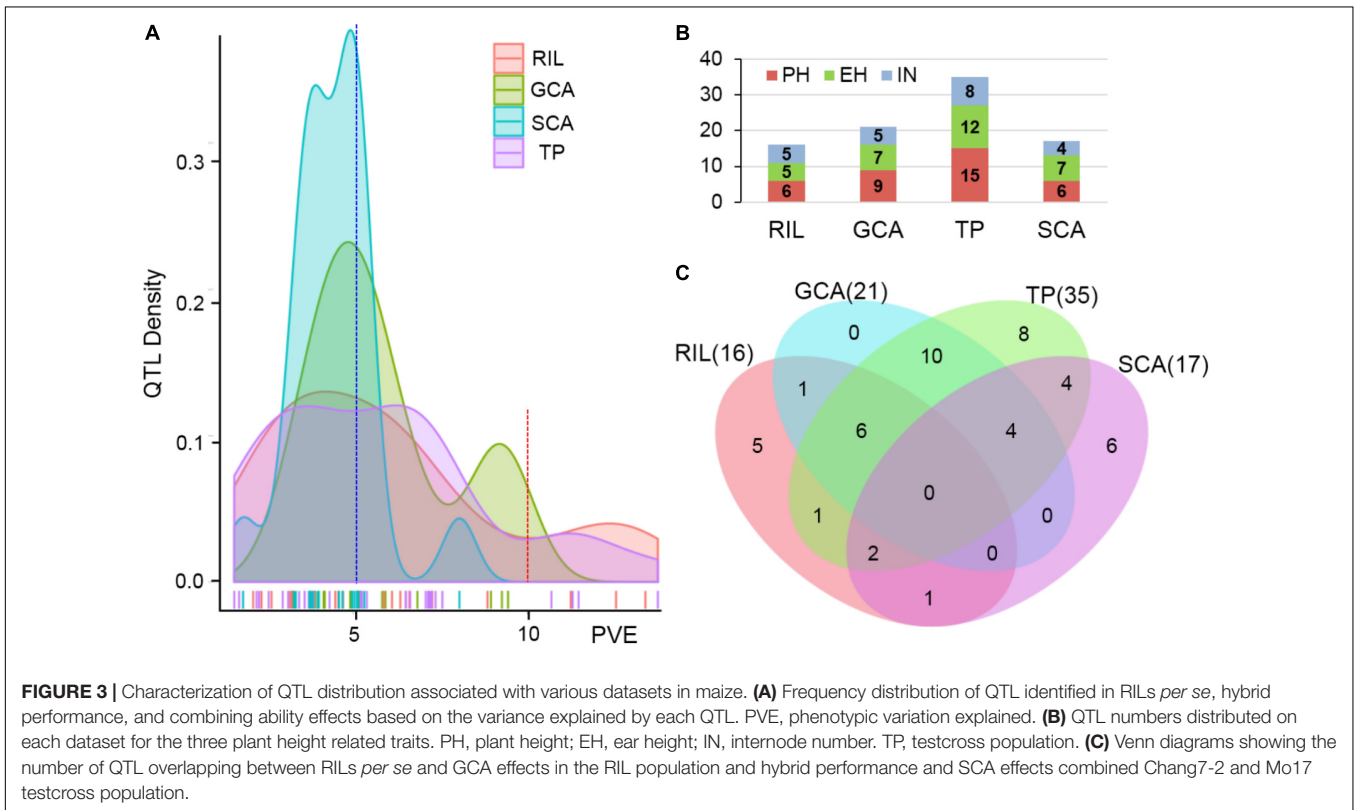 A
RIL
GCA
SCA
TP
0.3
0.2
0.1
0.0
QTL Density
5
10
PVE
B
PH
EH
IN
40
30
20
10
0
5
5
6
5
7
9
8
12
15
4
7
6
RIL
GCA
TP
SCA
C
GCA(21)
TP(35)
RIL(16)
SCA(17)
0
8
10
1
4
5
6
4
6
0
1
0
2
0
1
FIGURE 3 | Characterization of QTL distribution associated with various datasets in maize. (A) Frequency distribution of QTL identified in RILs per se, hybrid
performance, and combining ability effects based on the variance explained by each QTL. PVE, phenotypic variation explained. (B) QTL numbers distributed on
each dataset for the three plant height related traits. PH, plant height; EH, ear height; IN, internode number. TP, testcross population. (C) Venn diagrams showing the
number of QTL overlapping between RILs per se and GCA effects in the RIL population and hybrid performance and SCA effects combined Chang7-2 and Mo17
testcross population.